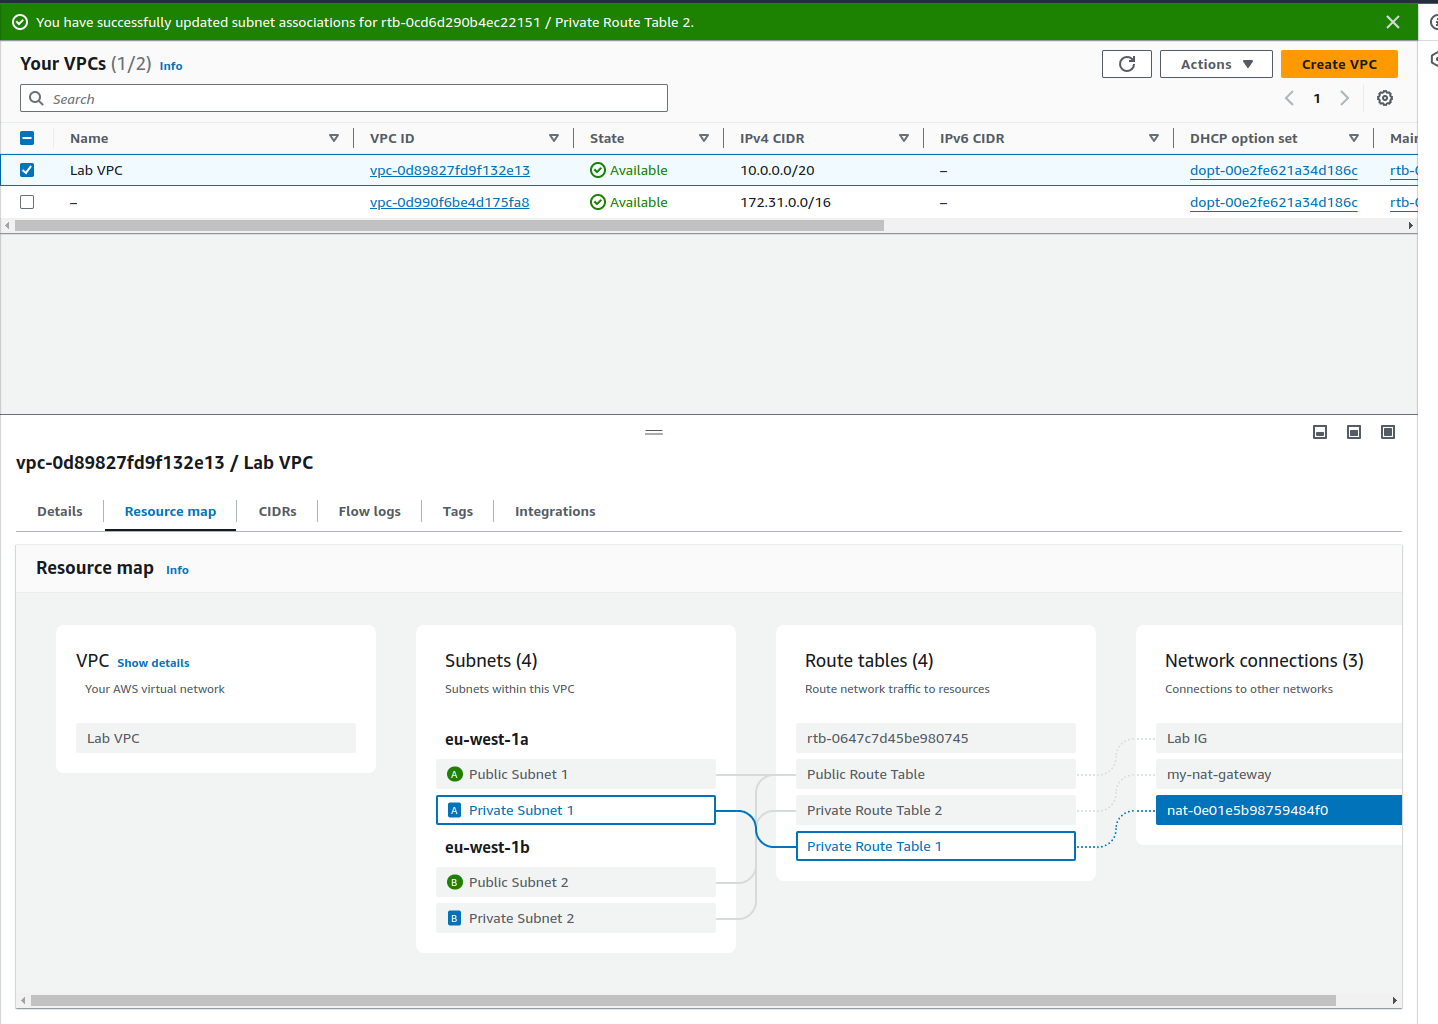 You have successfully updated subnet associations for rtb-0cd6d290b4ec22151 / Private Route Table 2.
Your VPCs (1/2) Info
Actions
Create VPC
Search
1
Name VPC ID State IPv4 CIDR IPv6 CIDR DHCP option set Main
Lab VPC vpc-0d89827fd9f132e13 Available 10.0.0.0/20 – dopt-00e2fe621a34d186c rtb-0
– vpc-0d990f6be4d175fa8 Available 172.31.0.0/16 – dopt-00e2fe621a34d186c rtb-0
vpc-0d89827fd9f132e13 / Lab VPC
Details Resource map CIDRs Flow logs Tags Integrations
Resource map Info
VPC Show details
Your AWS virtual network
Lab VPC
Subnets (4)
Subnets within this VPC
eu-west-1a
A Public Subnet 1
A Private Subnet 1
eu-west-1b
B Public Subnet 2
B Private Subnet 2
Route tables (4)
Route network traffic to resources
rtb-0647c7d45be980745
Public Route Table
Private Route Table 2
Private Route Table 1
Network connections (3)
Connections to other networks
Lab IG
my-nat-gateway
nat-0e01e5b98759484f0